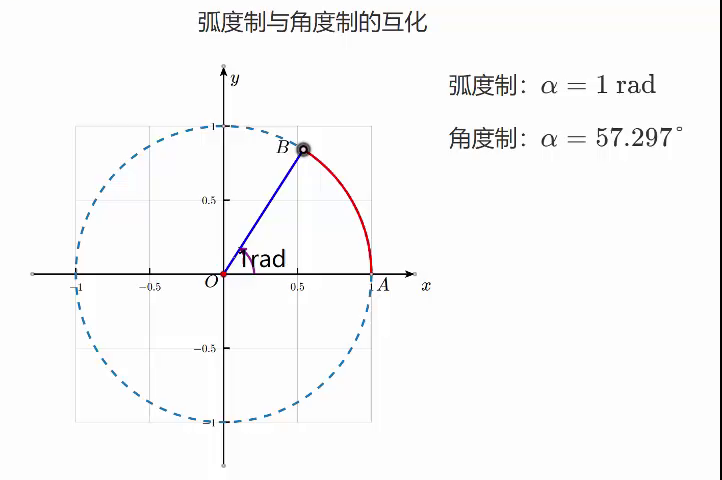 弧度制与角度制的互化
弧度制：α = 1 rad
角度制：α = 57.297°
y
1
B
0.5
1rad
O
-1
-0.5
0.5
1
A
x
-0.5
-1